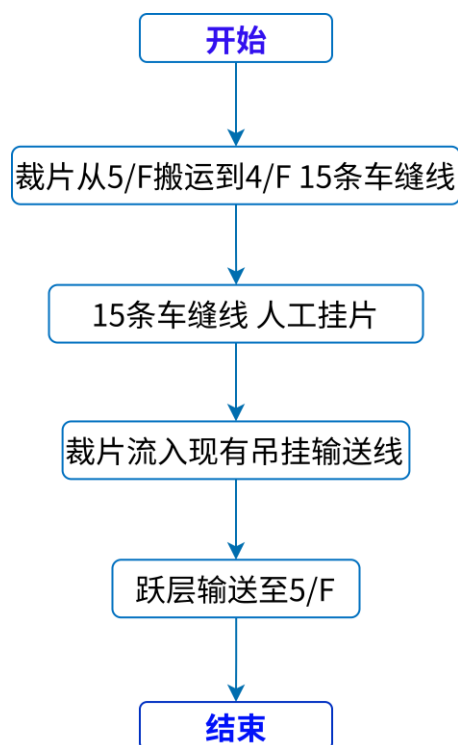 开始
裁片从5/F搬运到4/F 15条车缝线
15条车缝线 人工挂片
裁片流入现有吊挂输送线
跃层输送至5/F
结束